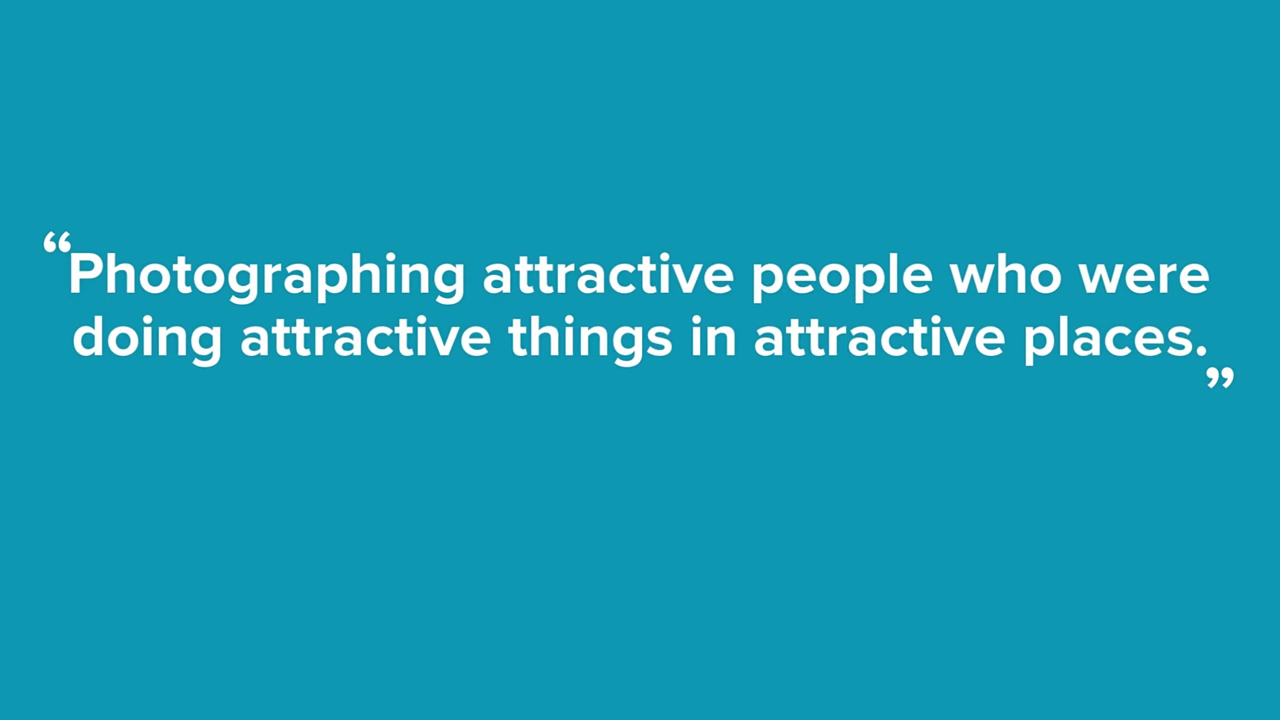 “Photographing attractive people who were
doing attractive things in attractive places.”